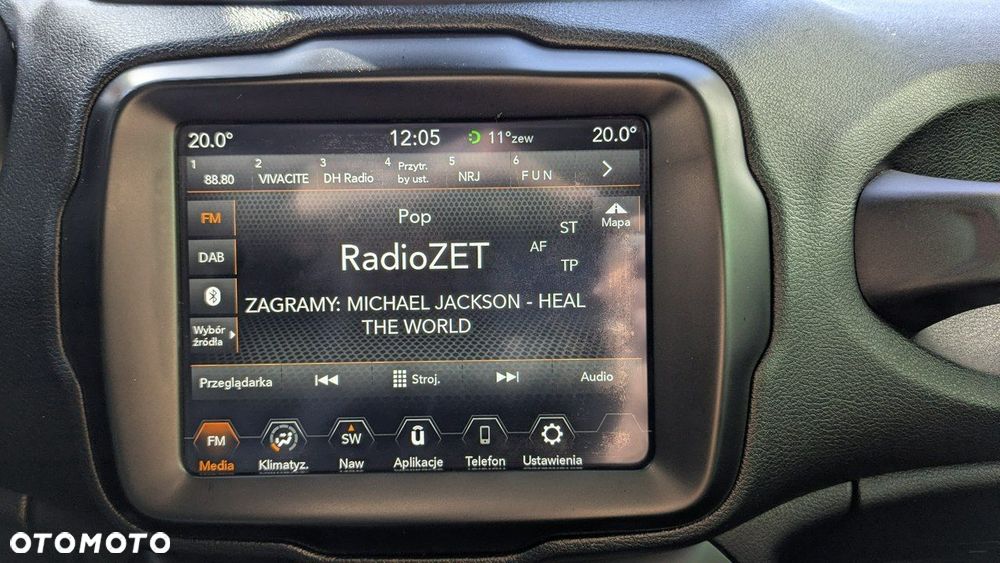 20.0° 12:05 11°zew 20.0°
1 88.80 2 VIVACITE 3 DH Radio 4 Przytr. by ust. 5 NRJ 6 FUN
FM Pop Mapa
ST
DAB RadioZET AF
TP
ZAGRAMY: MICHAEL JACKSON - HEAL
THE WORLD
Wybór
źródła
Przeglądarka Stroj. Audio
FM SW û
Media Klimatyz. Naw Aplikacje Telefon Ustawienia
OTOMOTO